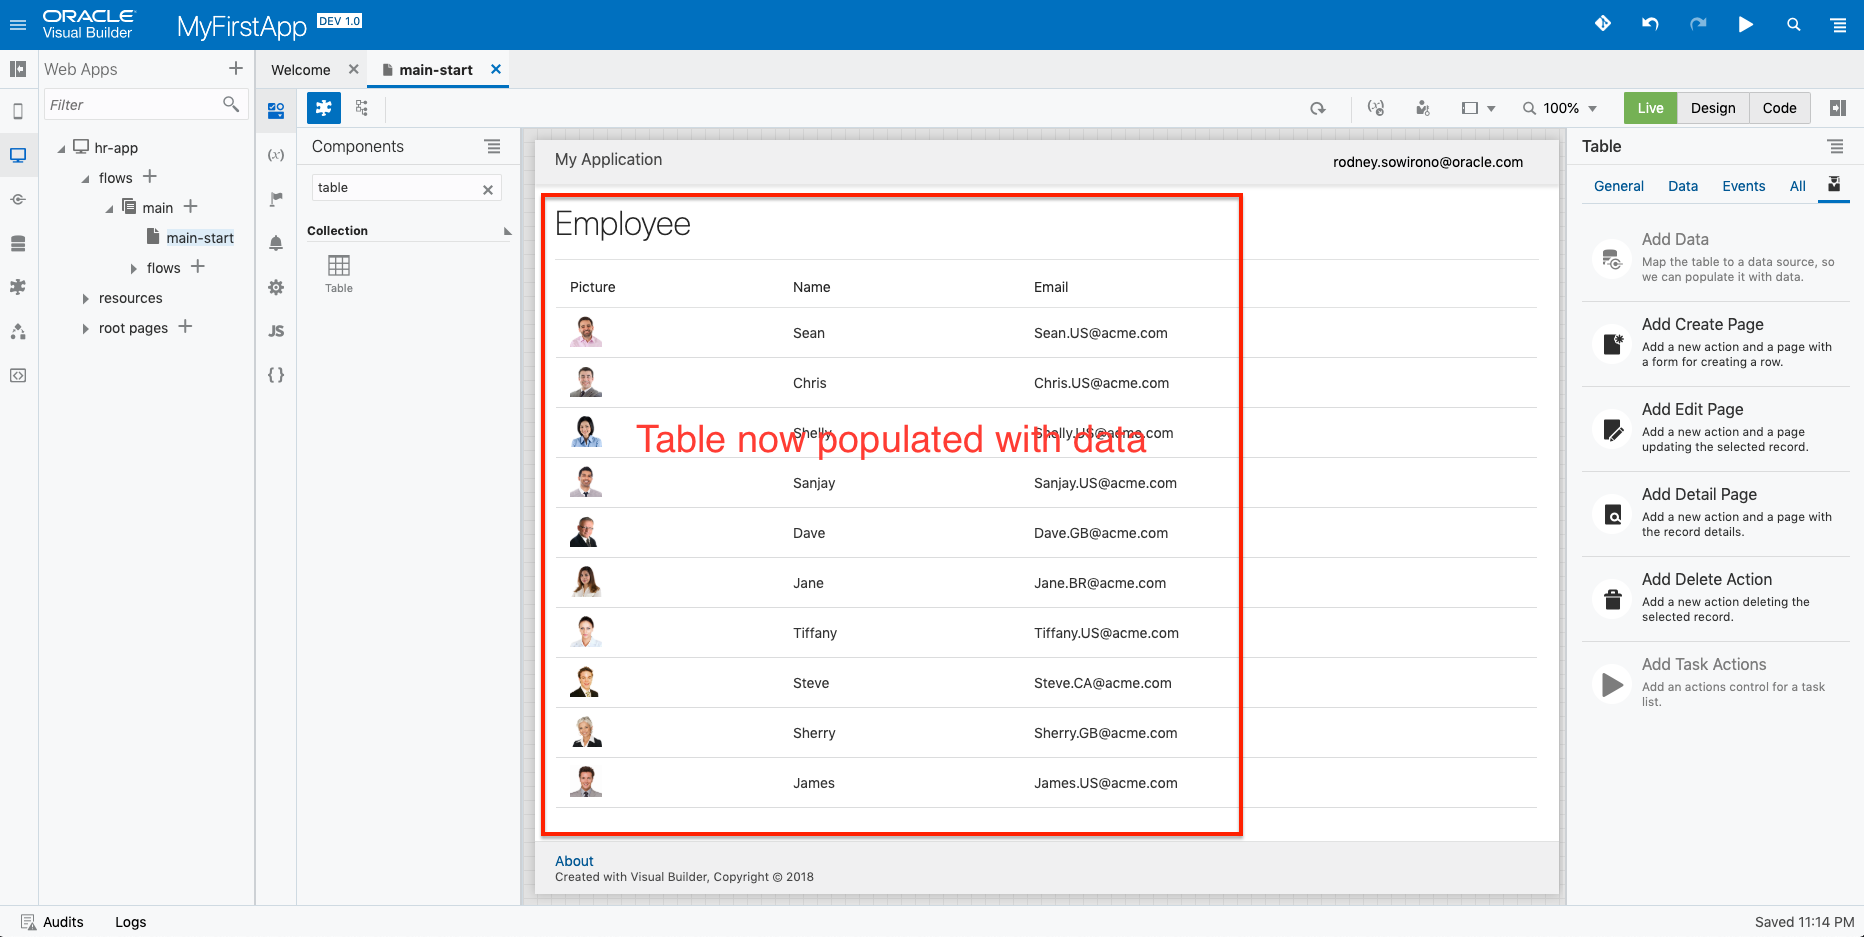 ORACLE
Visual Builder
MyFirstApp DEV 1.0
Web Apps
Welcome
main-start
Filter
100%
Live
Design
Code
hr-app
flows
main
main-start
flows
resources
root pages
(x)
JS
{ }
Components
table
Collection
Table
My Application
rodney.sowirono@oracle.com
Employee
Picture Name Email
Sean Sean.US@acme.com
Chris Chris.US@acme.com
Shelly Shelly.US@acme.com
Table now populated with data
Sanjay Sanjay.US@acme.com
Dave Dave.GB@acme.com
Jane Jane.BR@acme.com
Tiffany Tiffany.US@acme.com
Steve Steve.CA@acme.com
Sherry Sherry.GB@acme.com
James James.US@acme.com
About
Created with Visual Builder, Copyright © 2018
Table
General Data Events All
Add Data
Map the table to a data source, so
we can populate it with data.
Add Create Page
Add a new action and a page with
a form for creating a row.
Add Edit Page
Add a new action and a page
updating the selected record.
Add Detail Page
Add a new action and a page with
the record details.
Add Delete Action
Add a new action deleting the
selected record.
Add Task Actions
Add an actions control for a task
list.
Audits
Logs
Saved 11:14 PM